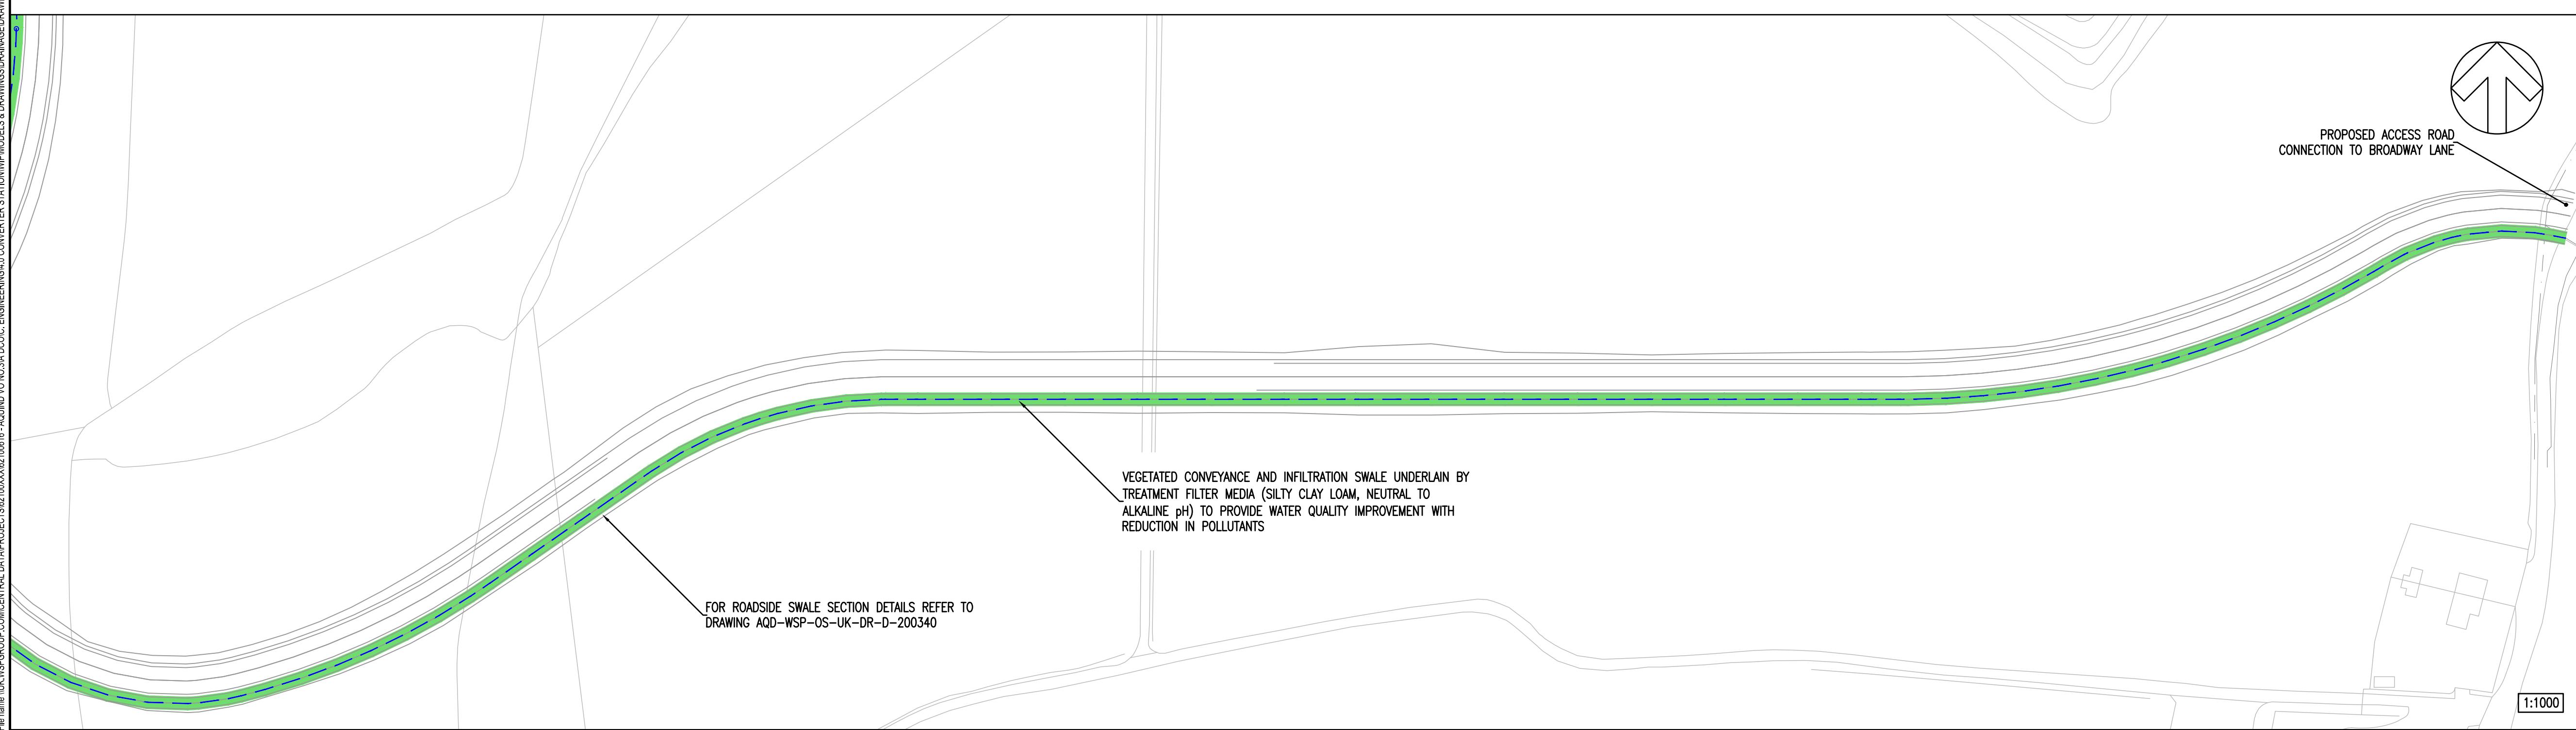 PROPOSED ACCESS ROAD
CONNECTION TO BROADWAY LANE
VEGETATED CONVEYANCE AND INFILTRATION SWALE UNDERLAIN BY
TREATMENT FILTER MEDIA (SILTY CLAY LOAM, NEUTRAL TO
ALKALINE pH) TO PROVIDE WATER QUALITY IMPROVEMENT WITH
REDUCTION IN POLLUTANTS
FOR ROADSIDE SWALE SECTION DETAILS REFER TO
DRAWING AQD-WSP-OS-UK-DR-D-200340
1:1000